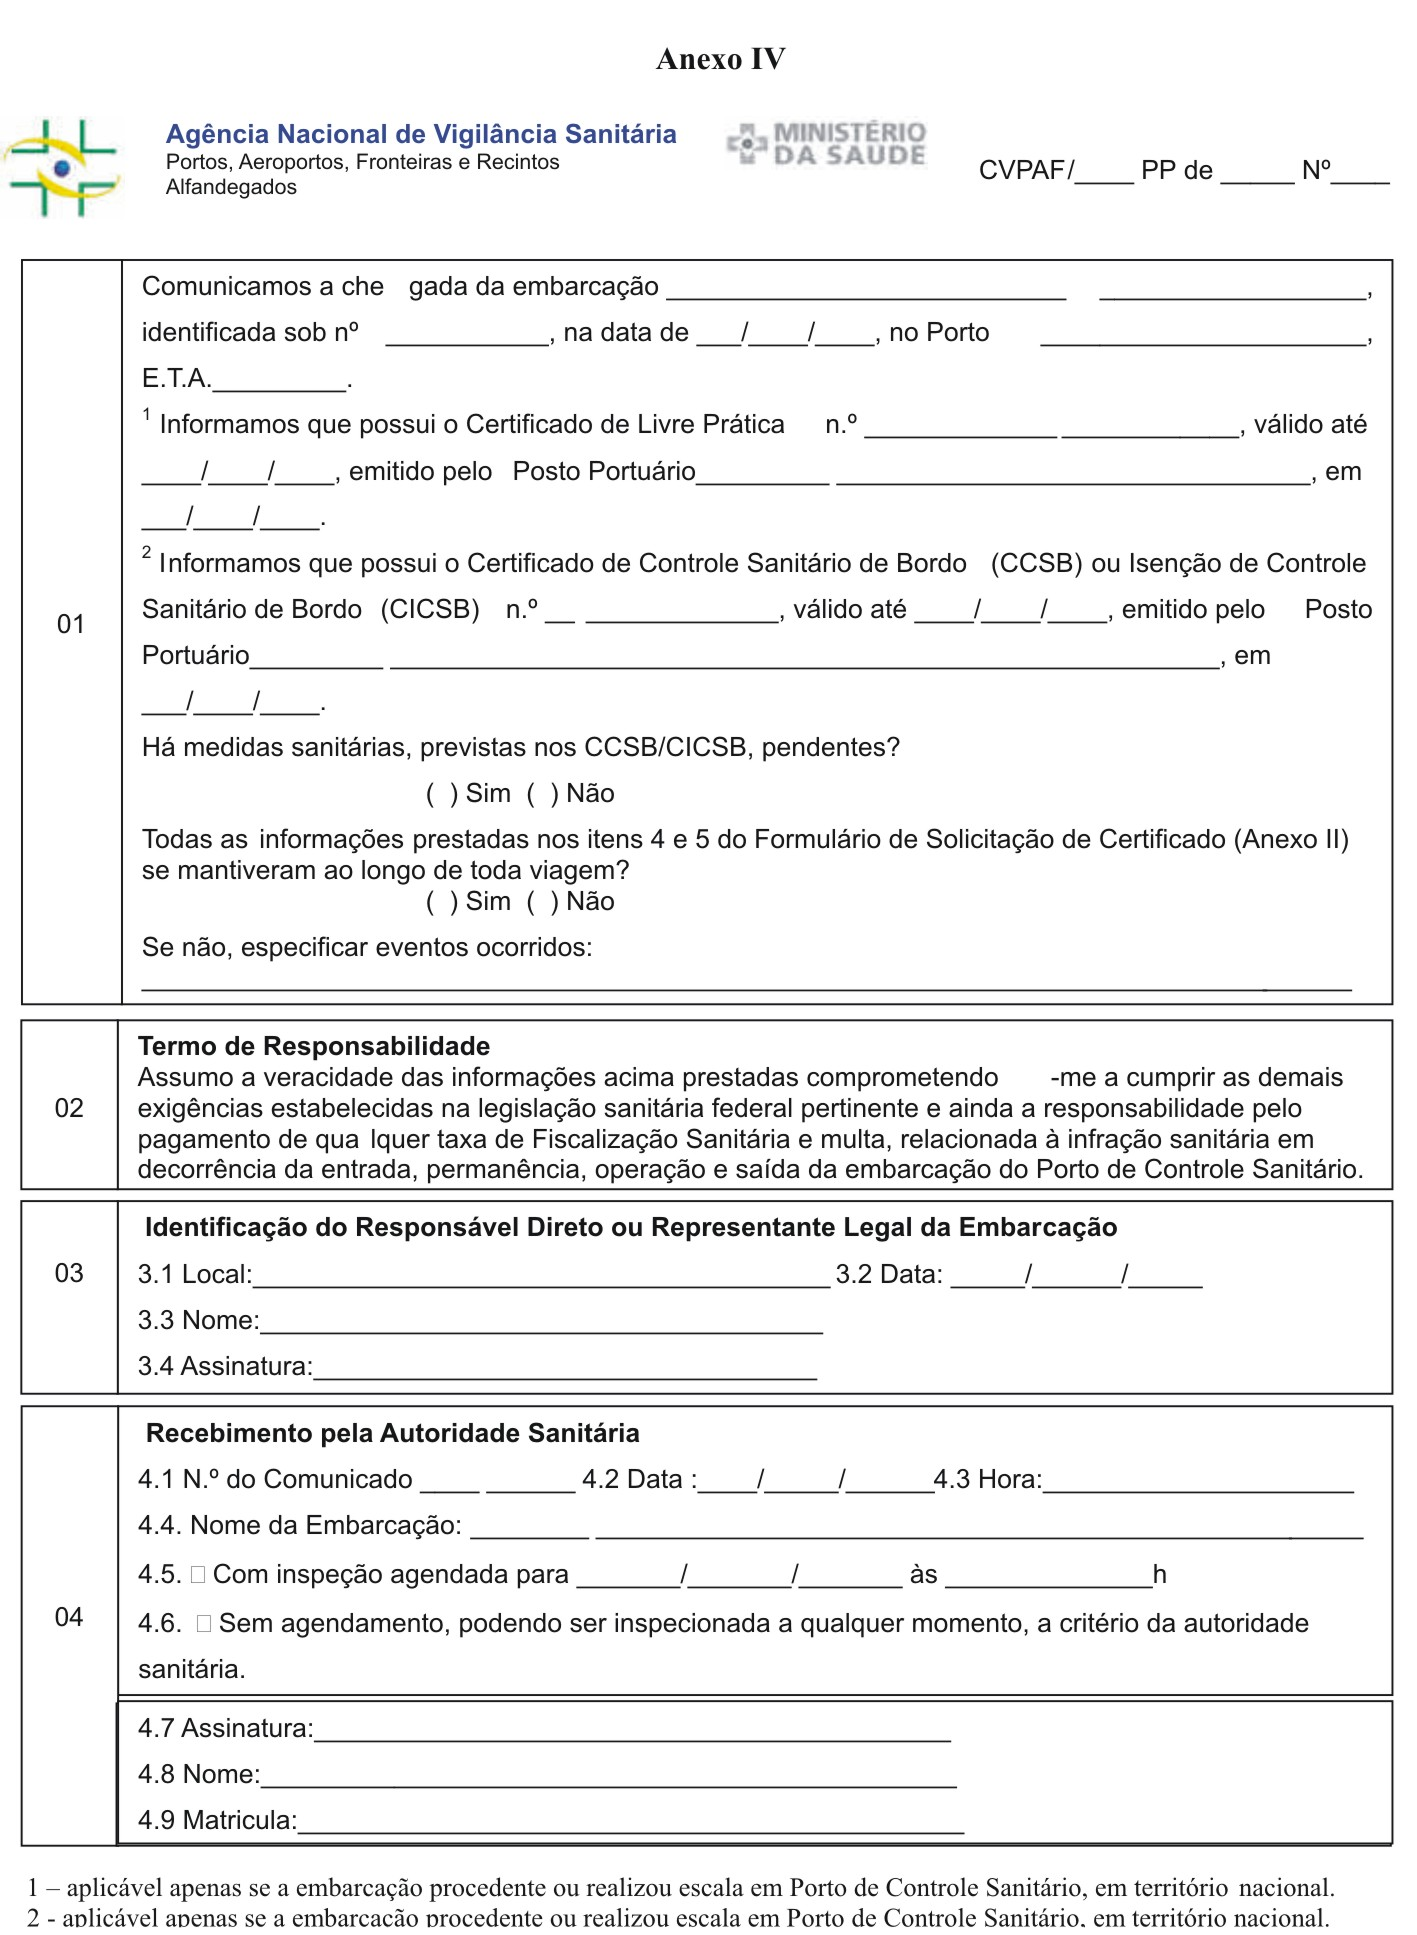 Anexo IV
Agência Nacional de Vigilância Sanitária
Portos, Aeroportos, Fronteiras e Recintos
Alfandegados
MINISTÉRIO
DA SAÚDE
CVPAF/____ PP de _____ Nº____
01
Comunicamos a che gada da embarcação ___________________________ __________________,
identificada sob nº ___________, na data de ___/____/____, no Porto ______________________,
E.T.A._________.
1 Informamos que possui o Certificado de Livre Prática n.º _____________ ____________, válido até
____/____/____, emitido pelo Posto Portuário_________ ________________________________, em
___/____/____.
2 Informamos que possui o Certificado de Controle Sanitário de Bordo (CCSB) ou Isenção de Controle
Sanitário de Bordo (CICSB) n.º __ _____________, válido até ____/____/____, emitido pelo Posto
Portuário_________ ________________________________________________________, em
___/____/____.
Há medidas sanitárias, previstas nos CCSB/CICSB, pendentes?
( ) Sim ( ) Não
Todas as informações prestadas nos itens 4 e 5 do Formulário de Solicitação de Certificado (Anexo II)
se mantiveram ao longo de toda viagem?
( ) Sim ( ) Não
Se não, especificar eventos ocorridos:
__________________________________________________________________________________
02
Termo de Responsabilidade
Assumo a veracidade das informações acima prestadas comprometendo -me a cumprir as demais
exigências estabelecidas na legislação sanitária federal pertinente e ainda a responsabilidade pelo
pagamento de qua lquer taxa de Fiscalização Sanitária e multa, relacionada à infração sanitária em
decorrência da entrada, permanência, operação e saída da embarcação do Porto de Controle Sanitário.
03
Identificação do Responsável Direto ou Representante Legal da Embarcação
3.1 Local:_______________________________________ 3.2 Data: _____/______/_____
3.3 Nome:______________________________________
3.4 Assinatura:__________________________________
04
Recebimento pela Autoridade Sanitária
4.1 N.º do Comunicado ____ ______ 4.2 Data :____/_____/______4.3 Hora:_____________________
4.4. Nome da Embarcação: ________ ____________________________________________________
4.5. □ Com inspeção agendada para _______/_______/_______ às ______________h
4.6. □ Sem agendamento, podendo ser inspecionada a qualquer momento, a critério da autoridade
sanitária.
4.7 Assinatura:___________________________________________
4.8 Nome:_______________________________________________
4.9 Matricula:_____________________________________________
1 – aplicável apenas se a embarcação procedente ou realizou escala em Porto de Controle Sanitário, em território nacional.
2 - aplicável apenas se a embarcação procedente ou realizou escala em Porto de Controle Sanitário, em território nacional.